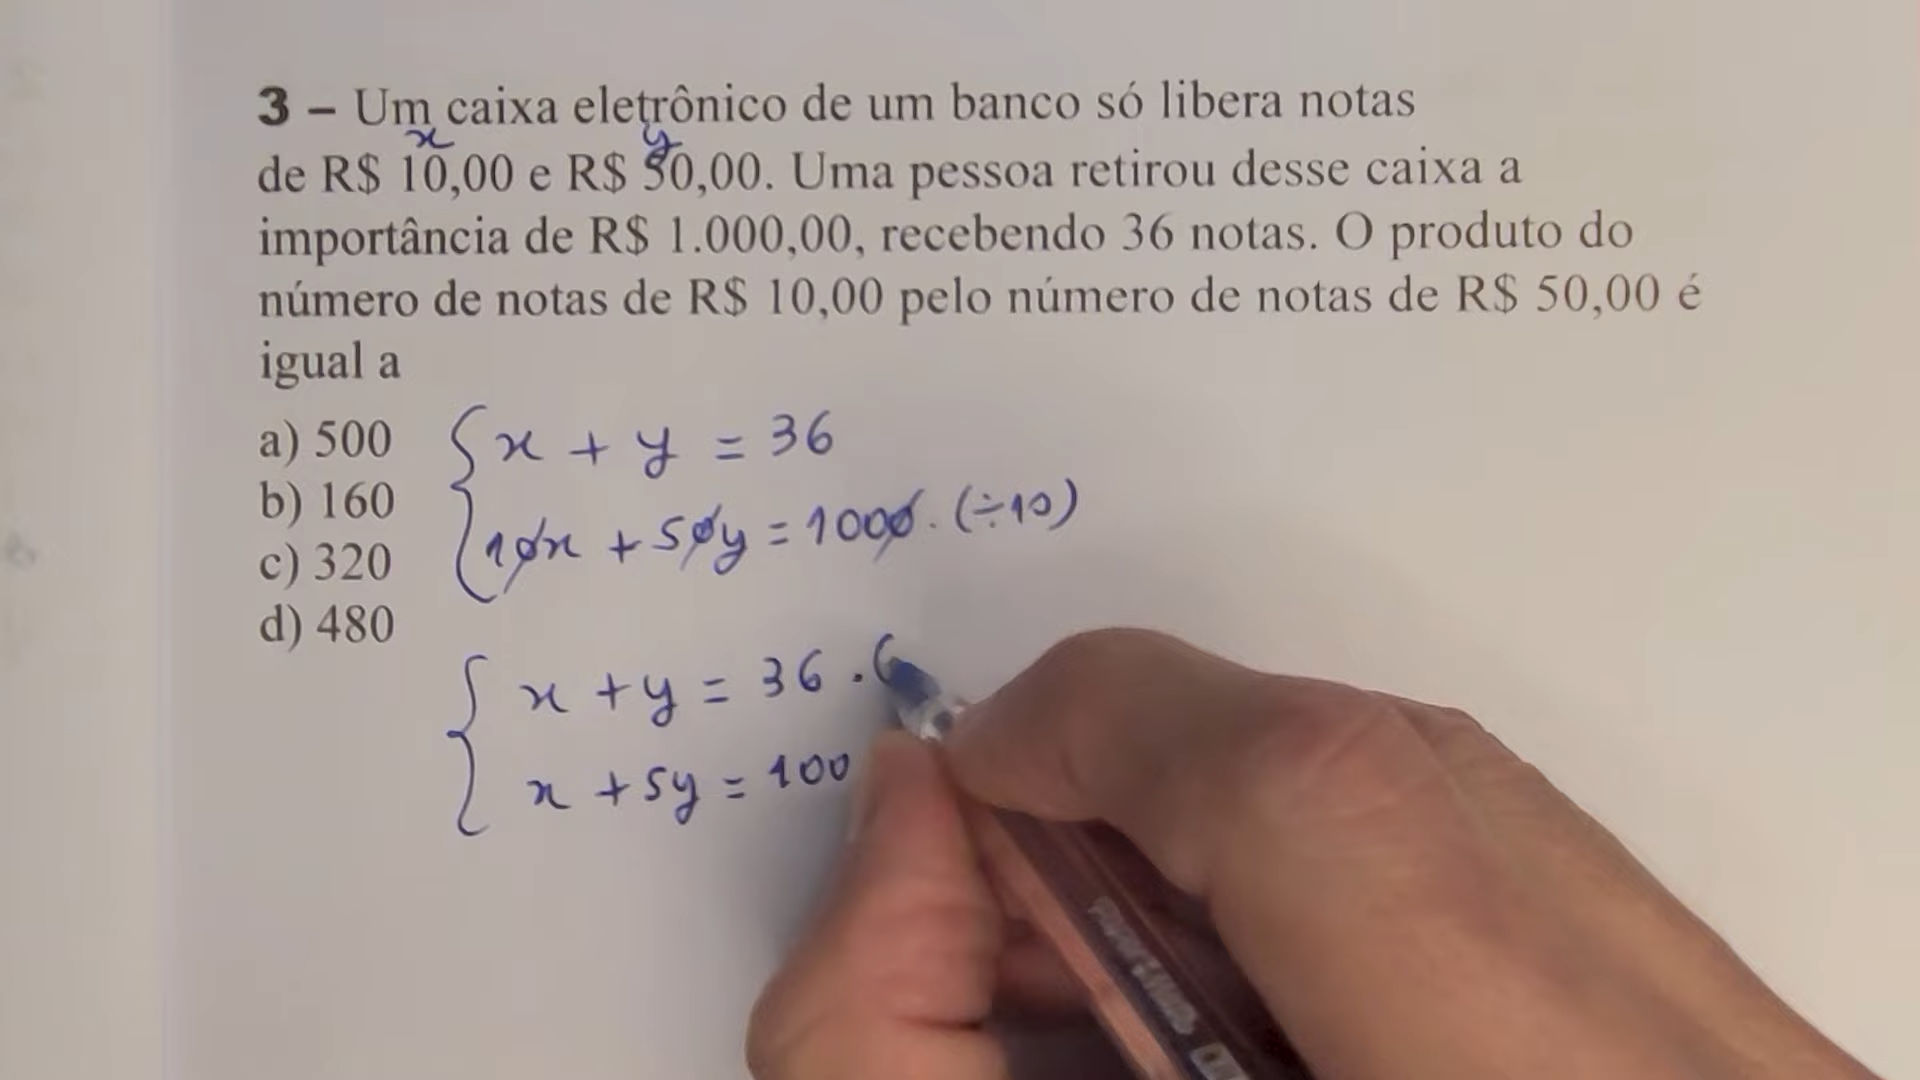 3 – Um caixa eletrônico de um banco só libera notas
x y
de R$ 10,00 e R$ 50,00. Uma pessoa retirou desse caixa a
importância de R$ 1.000,00, recebendo 36 notas. O produto do
número de notas de R$ 10,00 pelo número de notas de R$ 50,00 é
igual a
a) 500
b) 160
c) 320
d) 480
x + y = 36
10x + 50y = 1000 . (÷10)
x + y = 36 . (
x + 5y = 100